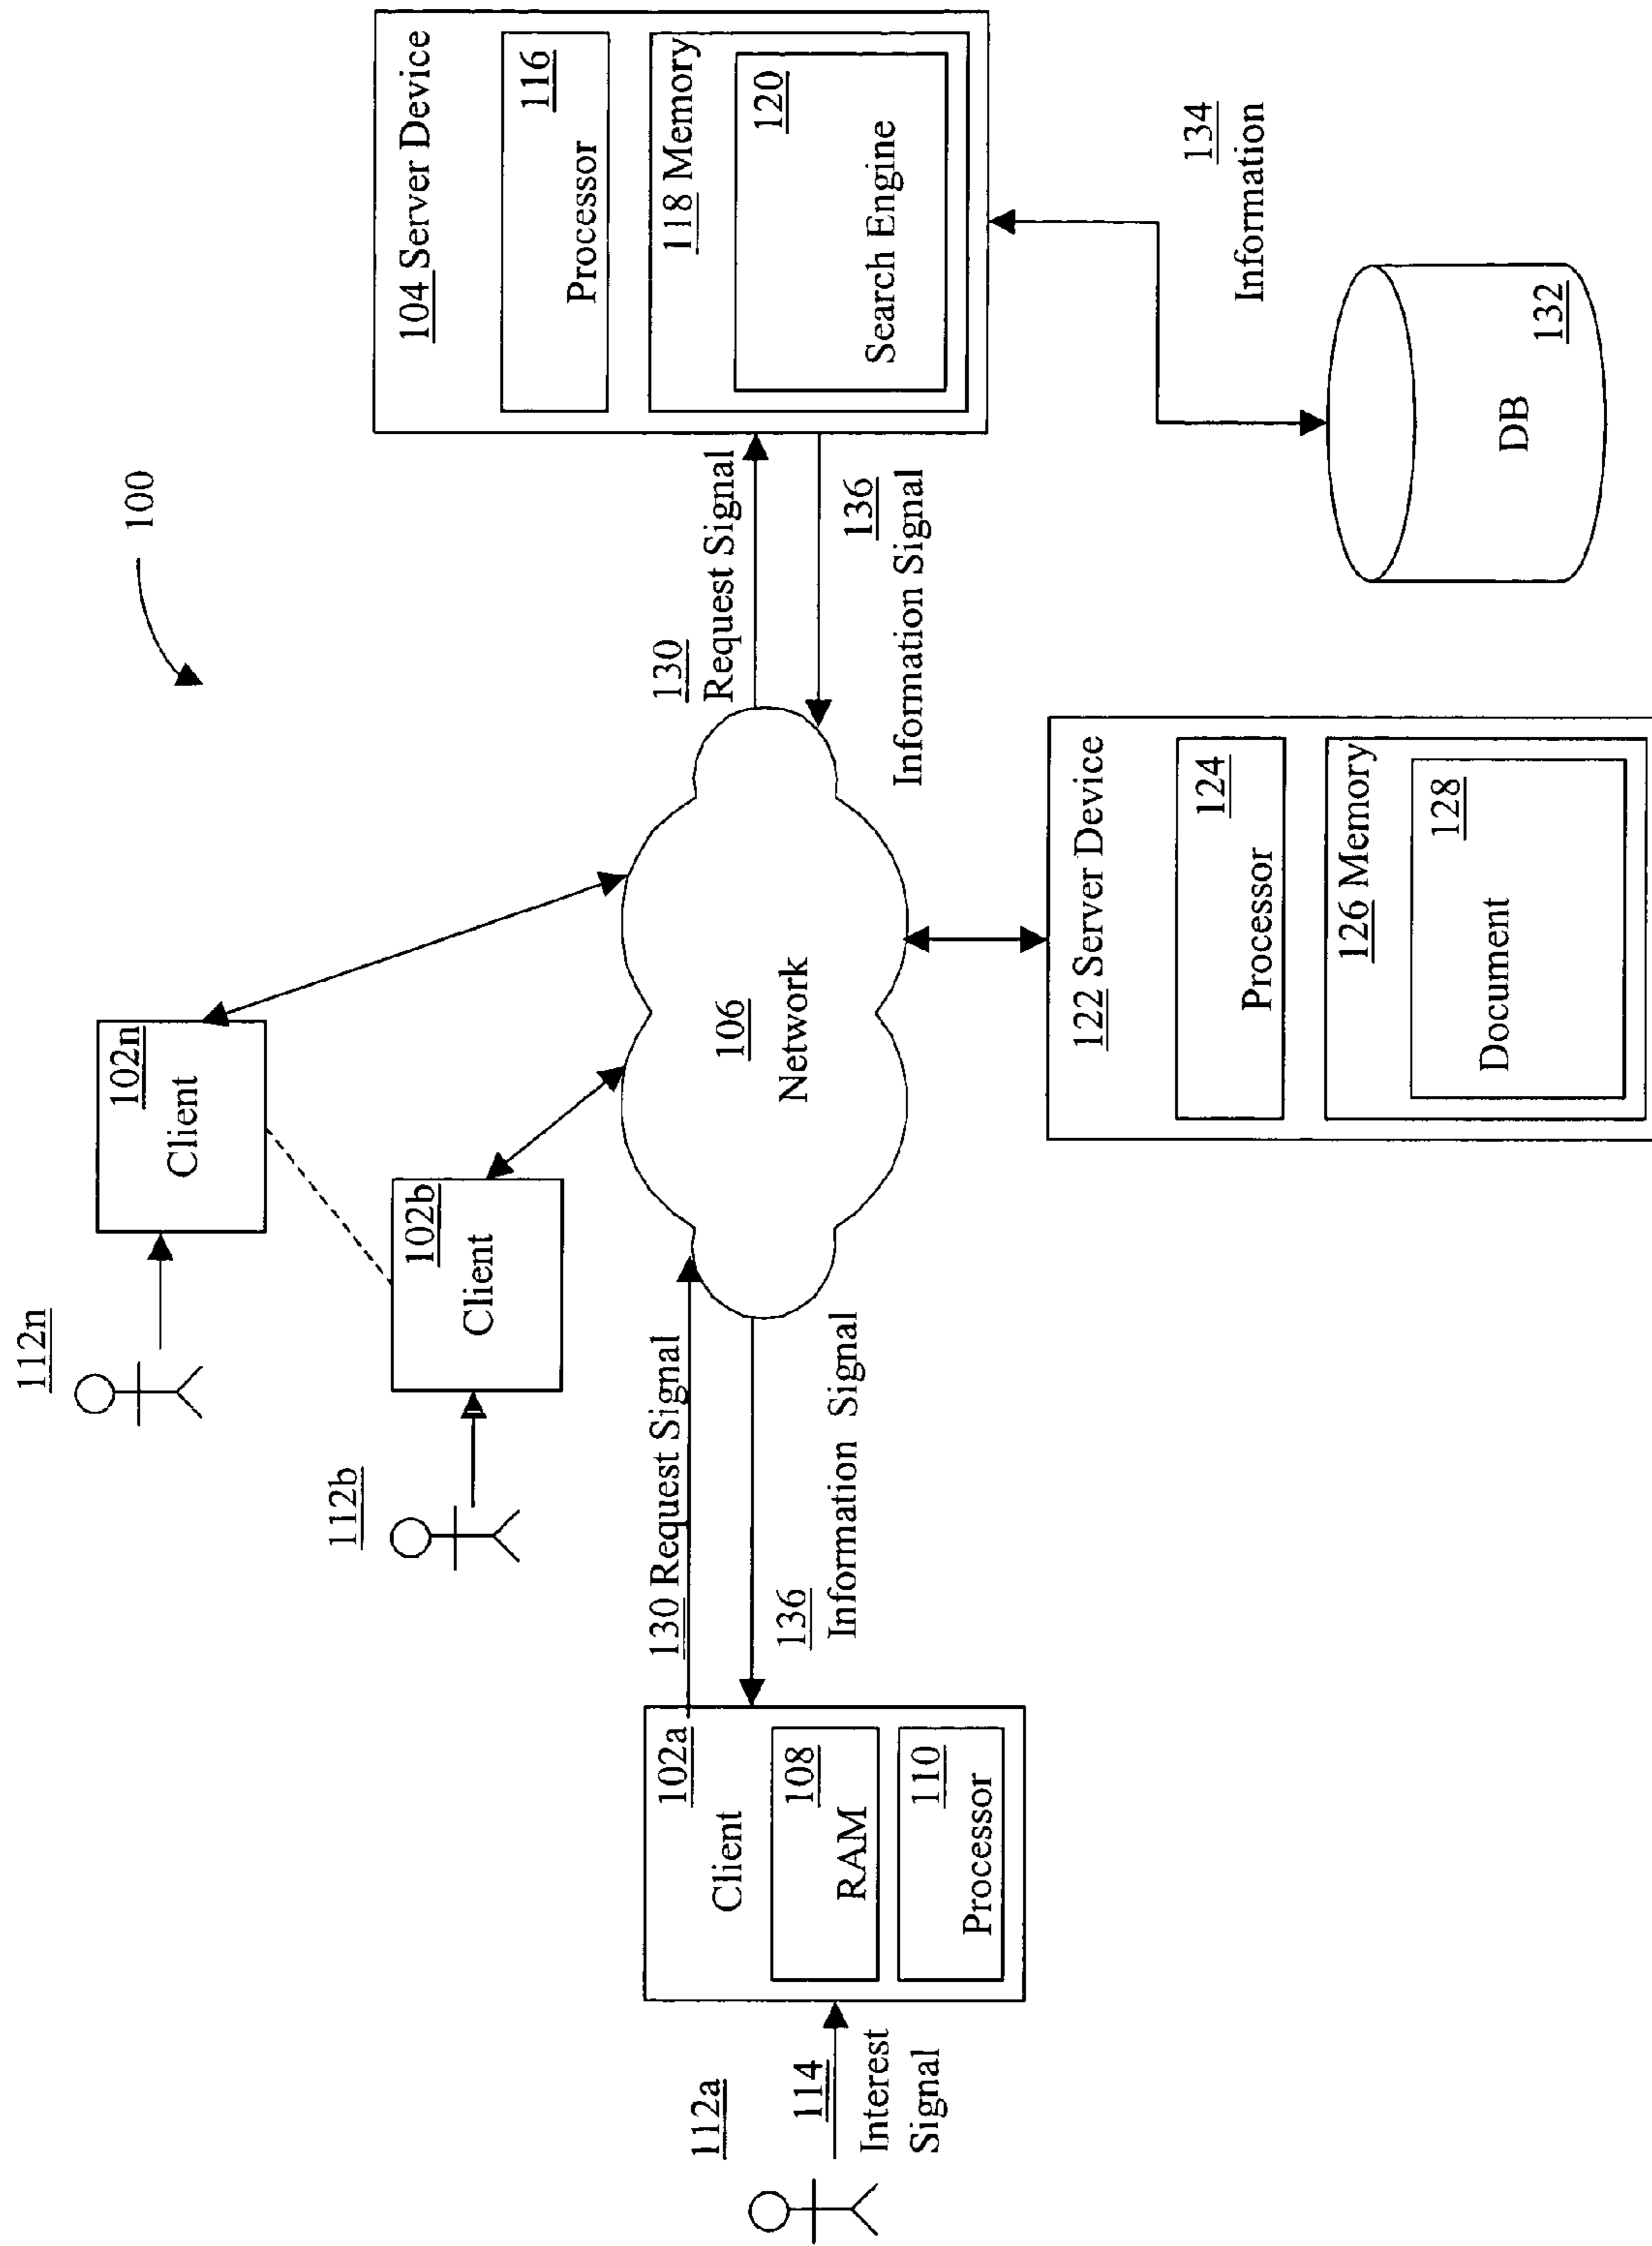 100
112n
102n
Client
112b
102b
Client
104 Server Device
116
Processor
118 Memory
120
Search Engine
130
Request Signal
136
Information Signal
130 Request Signal
136
Information Signal
106
Network
112a
114
Interest
Signal
102a
Client
108
RAM
110
Processor
122 Server Device
124
Processor
126 Memory
128
Document
134
Information
132
DB